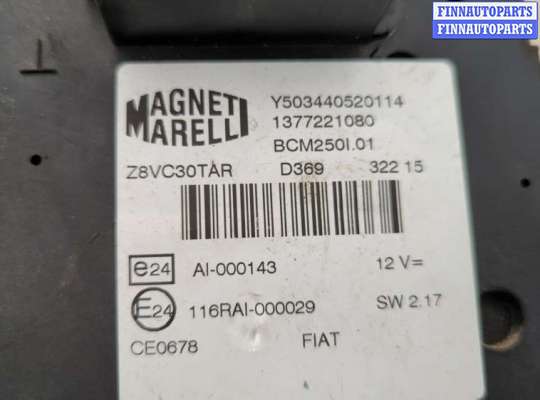 FINNAUTOPARTS
FINNAUTOPARTS
MAGNETI
MARELLI
Y503440520114
1377221080
BCM250I.01
Z8VC30TAR D369 322 15
e24 AI-000143 12 V=
E24 116RAI-000029 SW 2.17
CE0678 FIAT